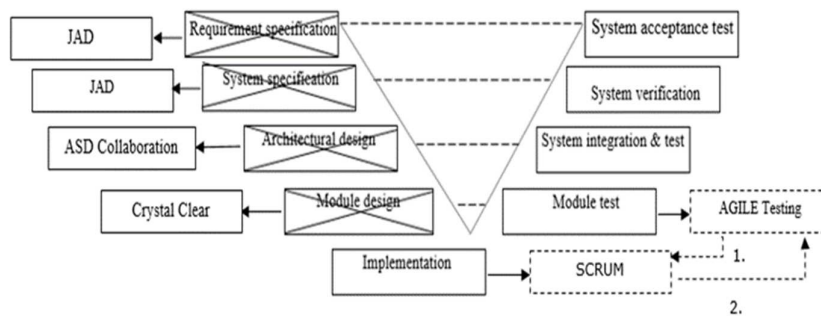 JAD
Requirement specification
System acceptance test
JAD
System specification
System verification
ASD Collaboration
Architectural design
System integration & test
Crystal Clear
Module design
Module test
AGILE Testing
1.
Implementation
SCRUM
2.